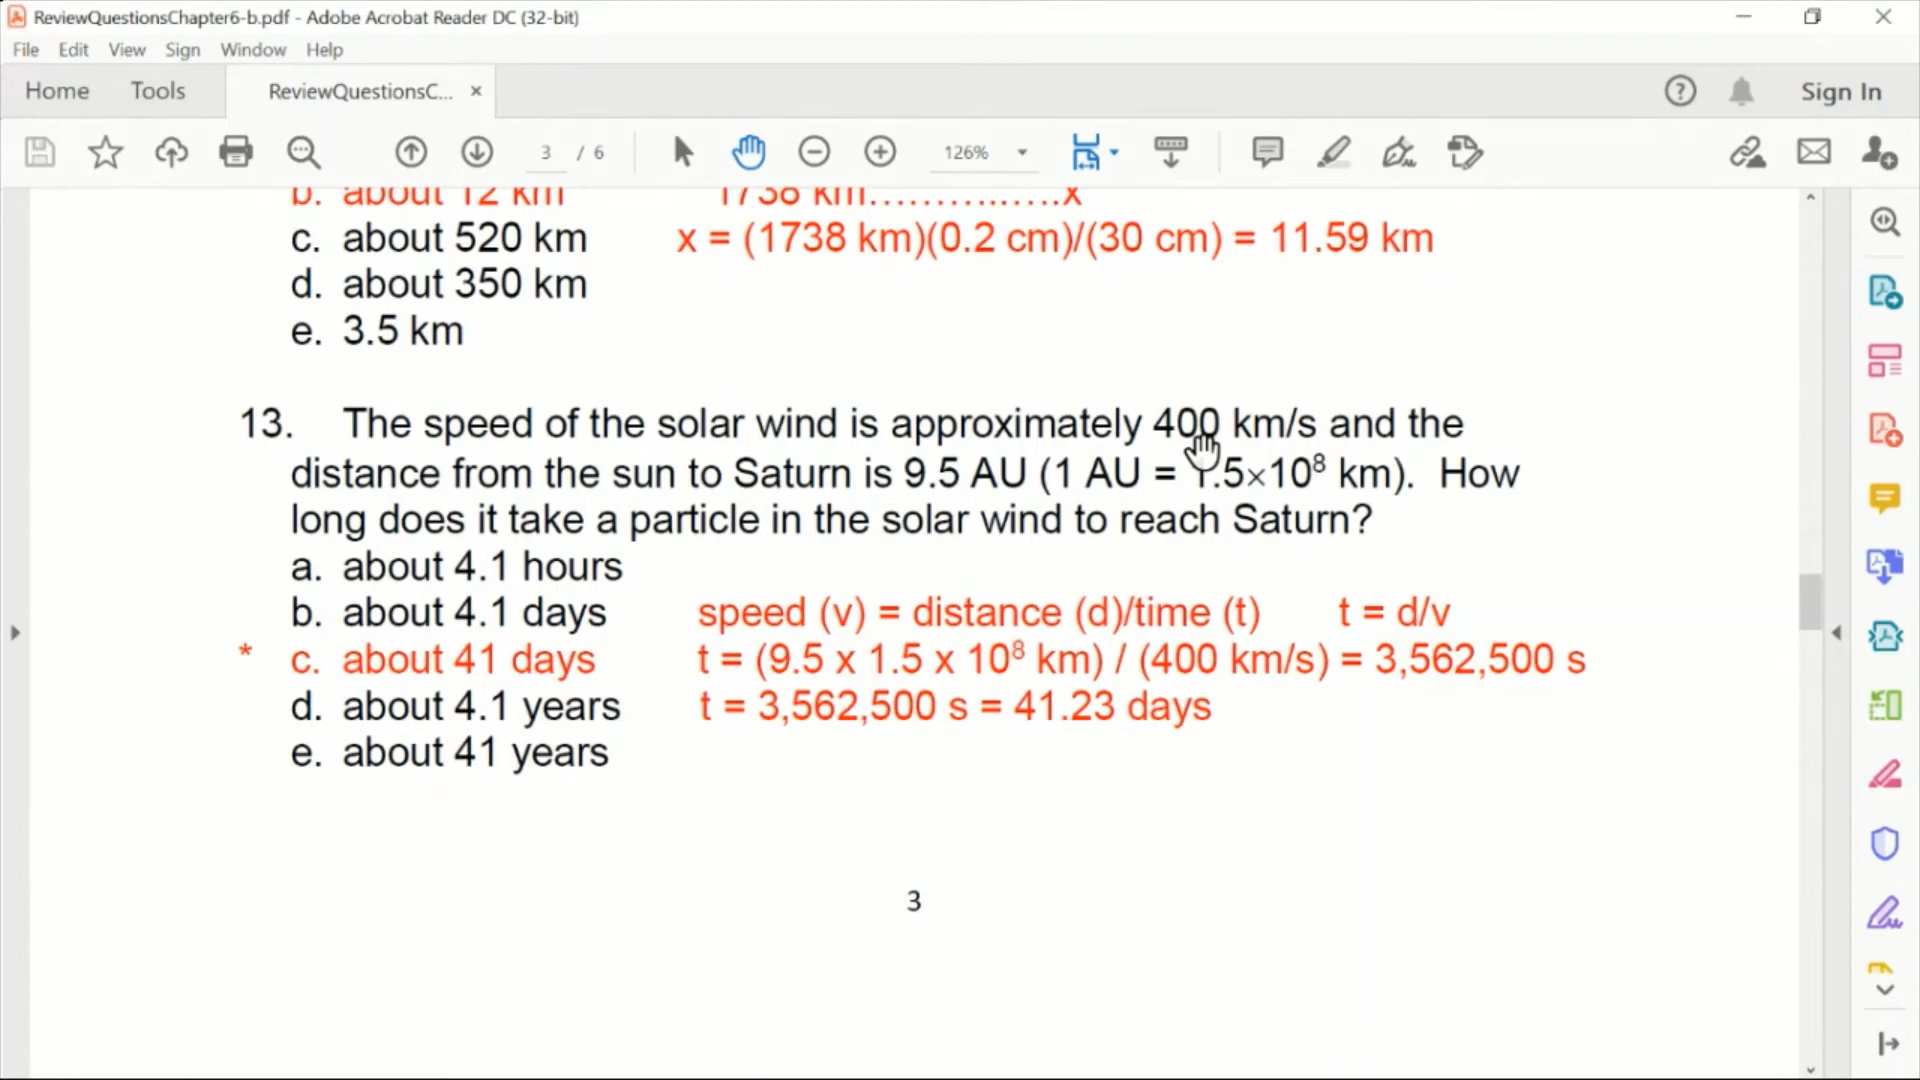 ReviewQuestionsChapter6-b.pdf - Adobe Acrobat Reader DC (32-bit)
File Edit View Sign Window Help
Home Tools ReviewQuestionsC... × Sign In
3 / 6 126%
b. about 12 km 1738 km……………..x
c. about 520 km x = (1738 km)(0.2 cm)/(30 cm) = 11.59 km
d. about 350 km
e. 3.5 km
13. The speed of the solar wind is approximately 400 km/s and the
distance from the sun to Saturn is 9.5 AU (1 AU = 1.5×10⁸ km). How
long does it take a particle in the solar wind to reach Saturn?
a. about 4.1 hours
b. about 4.1 days speed (v) = distance (d)/time (t) t = d/v
* c. about 41 days t = (9.5 x 1.5 x 10⁸ km) / (400 km/s) = 3,562,500 s
d. about 4.1 years t = 3,562,500 s = 41.23 days
e. about 41 years
3